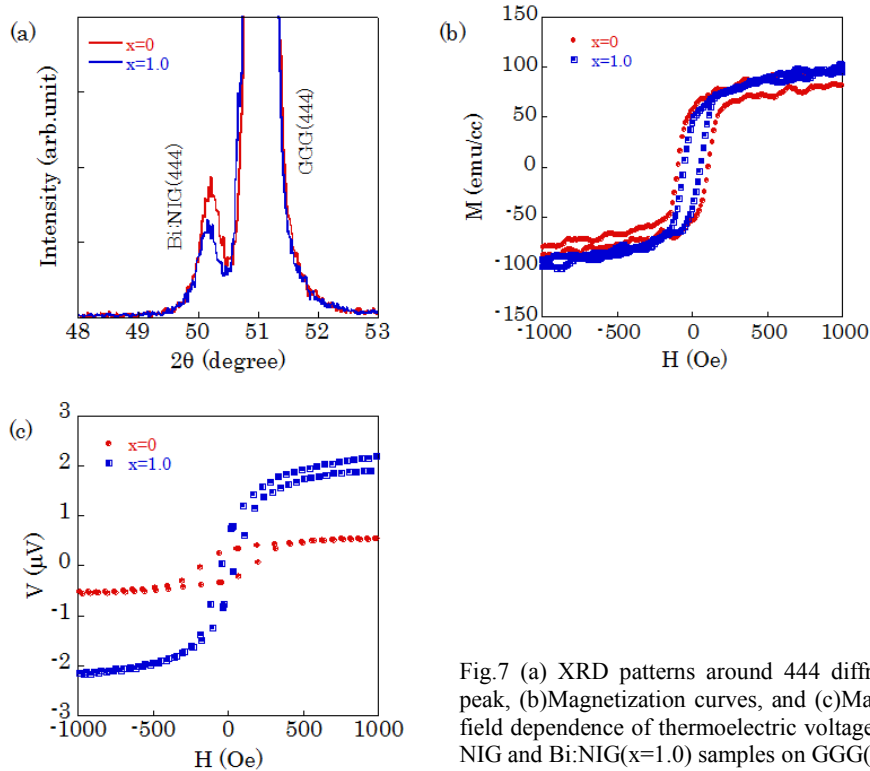 (a)
x=0
x=1.0
Intensity (arb.unit)
Bi:NIG(444)
GGG(444)
48 49 50 51 52 53
2θ (degree)
(b)
x=0
x=1.0
M (emu/cc)
150
100
50
0
-50
-100
-150
-1000 -500 0 500 1000
H (Oe)
(c)
x=0
x=1.0
V (μV)
3
2
1
0
-1
-2
-3
-1000 -500 0 500 1000
H (Oe)
Fig.7 (a) XRD patterns around 444 diffr
peak, (b)Magnetization curves, and (c)Ma
field dependence of thermoelectric voltage
NIG and Bi:NIG(x=1.0) samples on GGG(